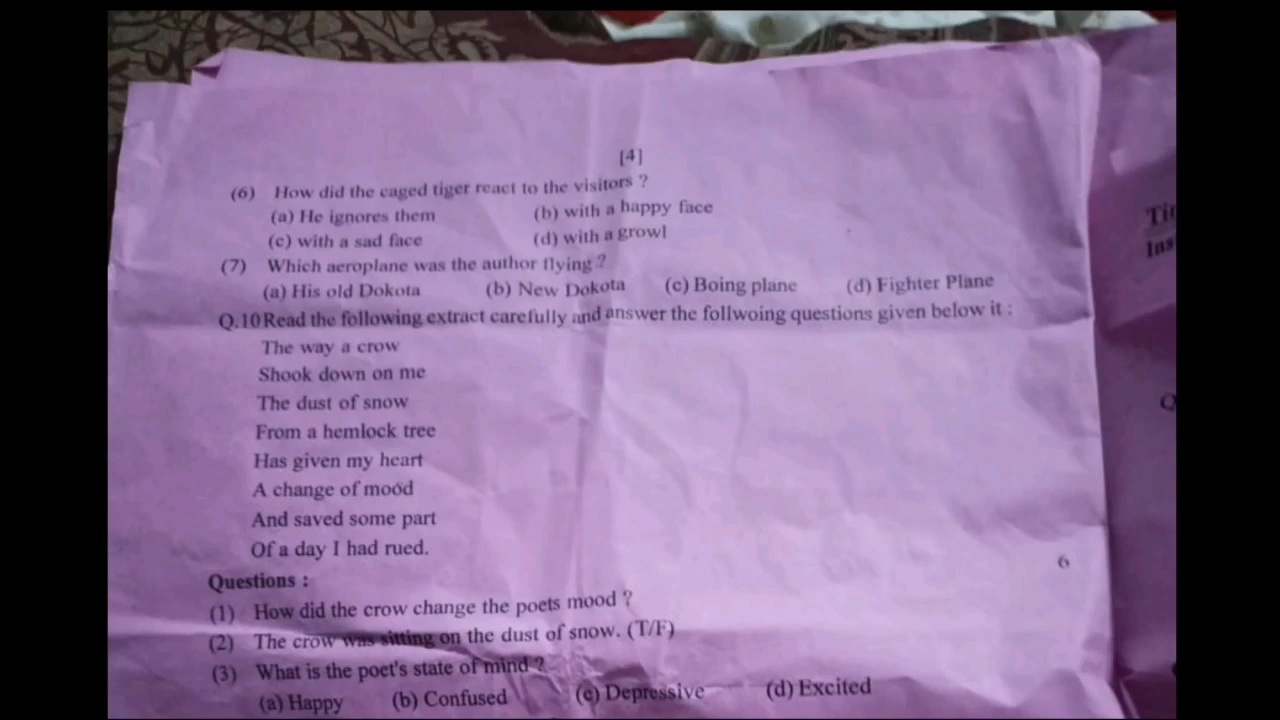 [4]
(6) How did the caged tiger react to the visitors ?
(a) He ignores them (b) with a happy face
(c) with a sad face (d) with a growl
(7) Which aeroplane was the author flying ?
(a) His old Dokota (b) New Dokota (c) Boing plane (d) Fighter Plane
Q.10 Read the following extract carefully and answer the follwoing questions given below it :
The way a crow
Shook down on me
The dust of snow
From a hemlock tree
Has given my heart
A change of mood
And saved some part
Of a day I had rued.
6
Questions :
(1) How did the crow change the poets mood ?
(2) The crow was sitting on the dust of snow. (T/F)
(3) What is the poet's state of mind ?
(a) Happy (b) Confused (c) Depressive (d) Excited